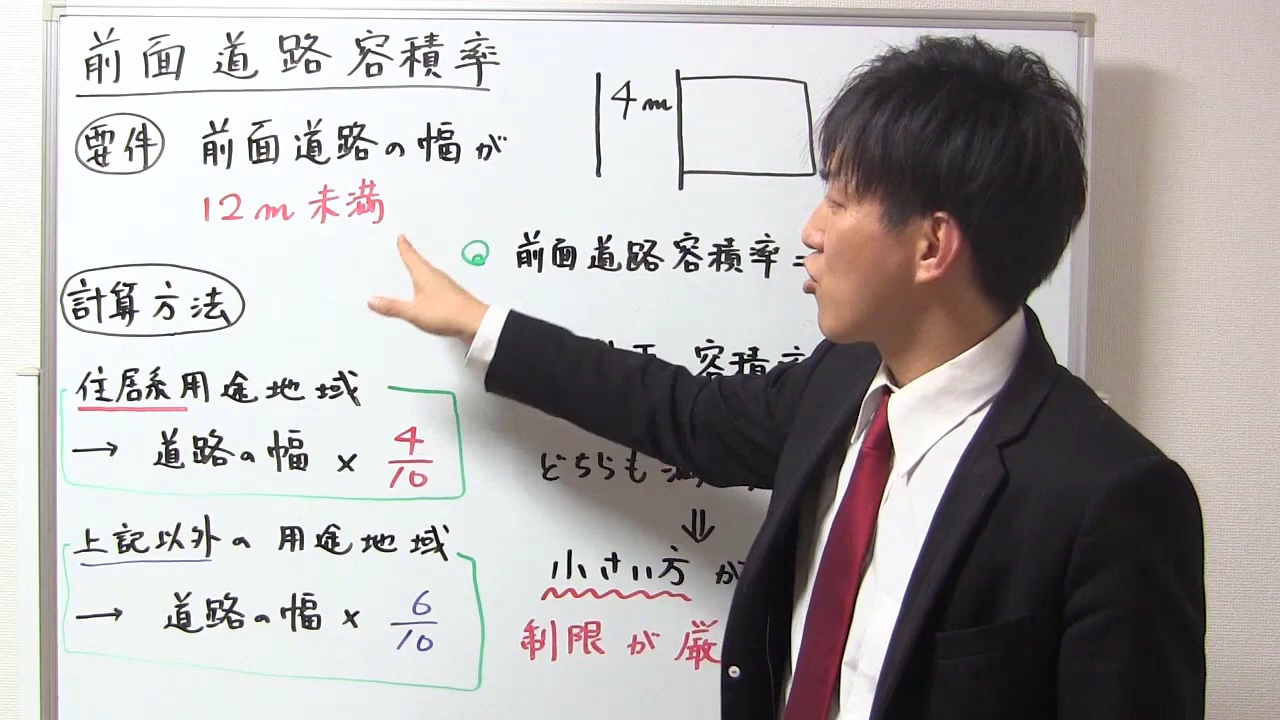 前面道路容積率
要件 前面道路の幅が
12m未満
計算方法
住居系用途地域
→ 道路の幅 × 4/10
上記以外の用途地域
→ 道路の幅 × 6/10
4m
前面道路容積率=
容積率
どちらも
⇓
小さい方が
制限が厳